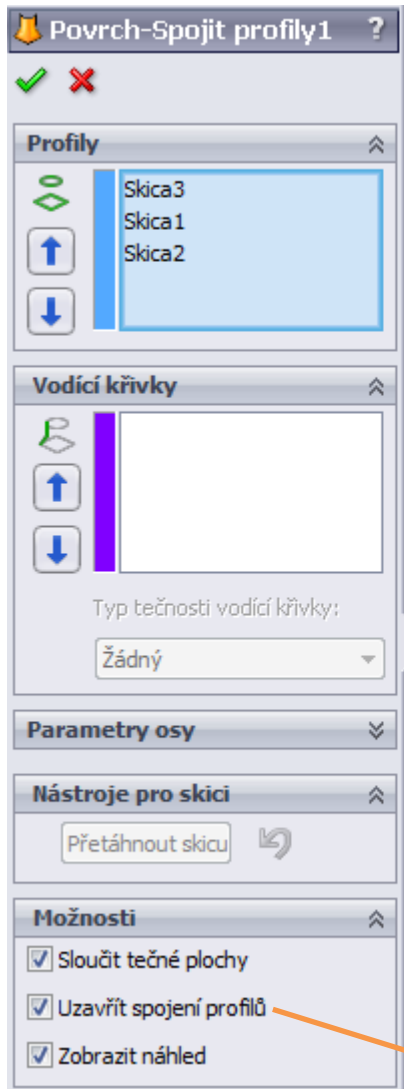 Povrch-Spojit profily1 ?
Profily
Skica3
Skica1
Skica2
Vodící křivky
Typ tečnosti vodící křivky:
Žádný
Parametry osy
Nástroje pro skici
Přetáhnout skicu
Možnosti
Sloučit tečné plochy
Uzavřít spojení profilů
Zobrazit náhled